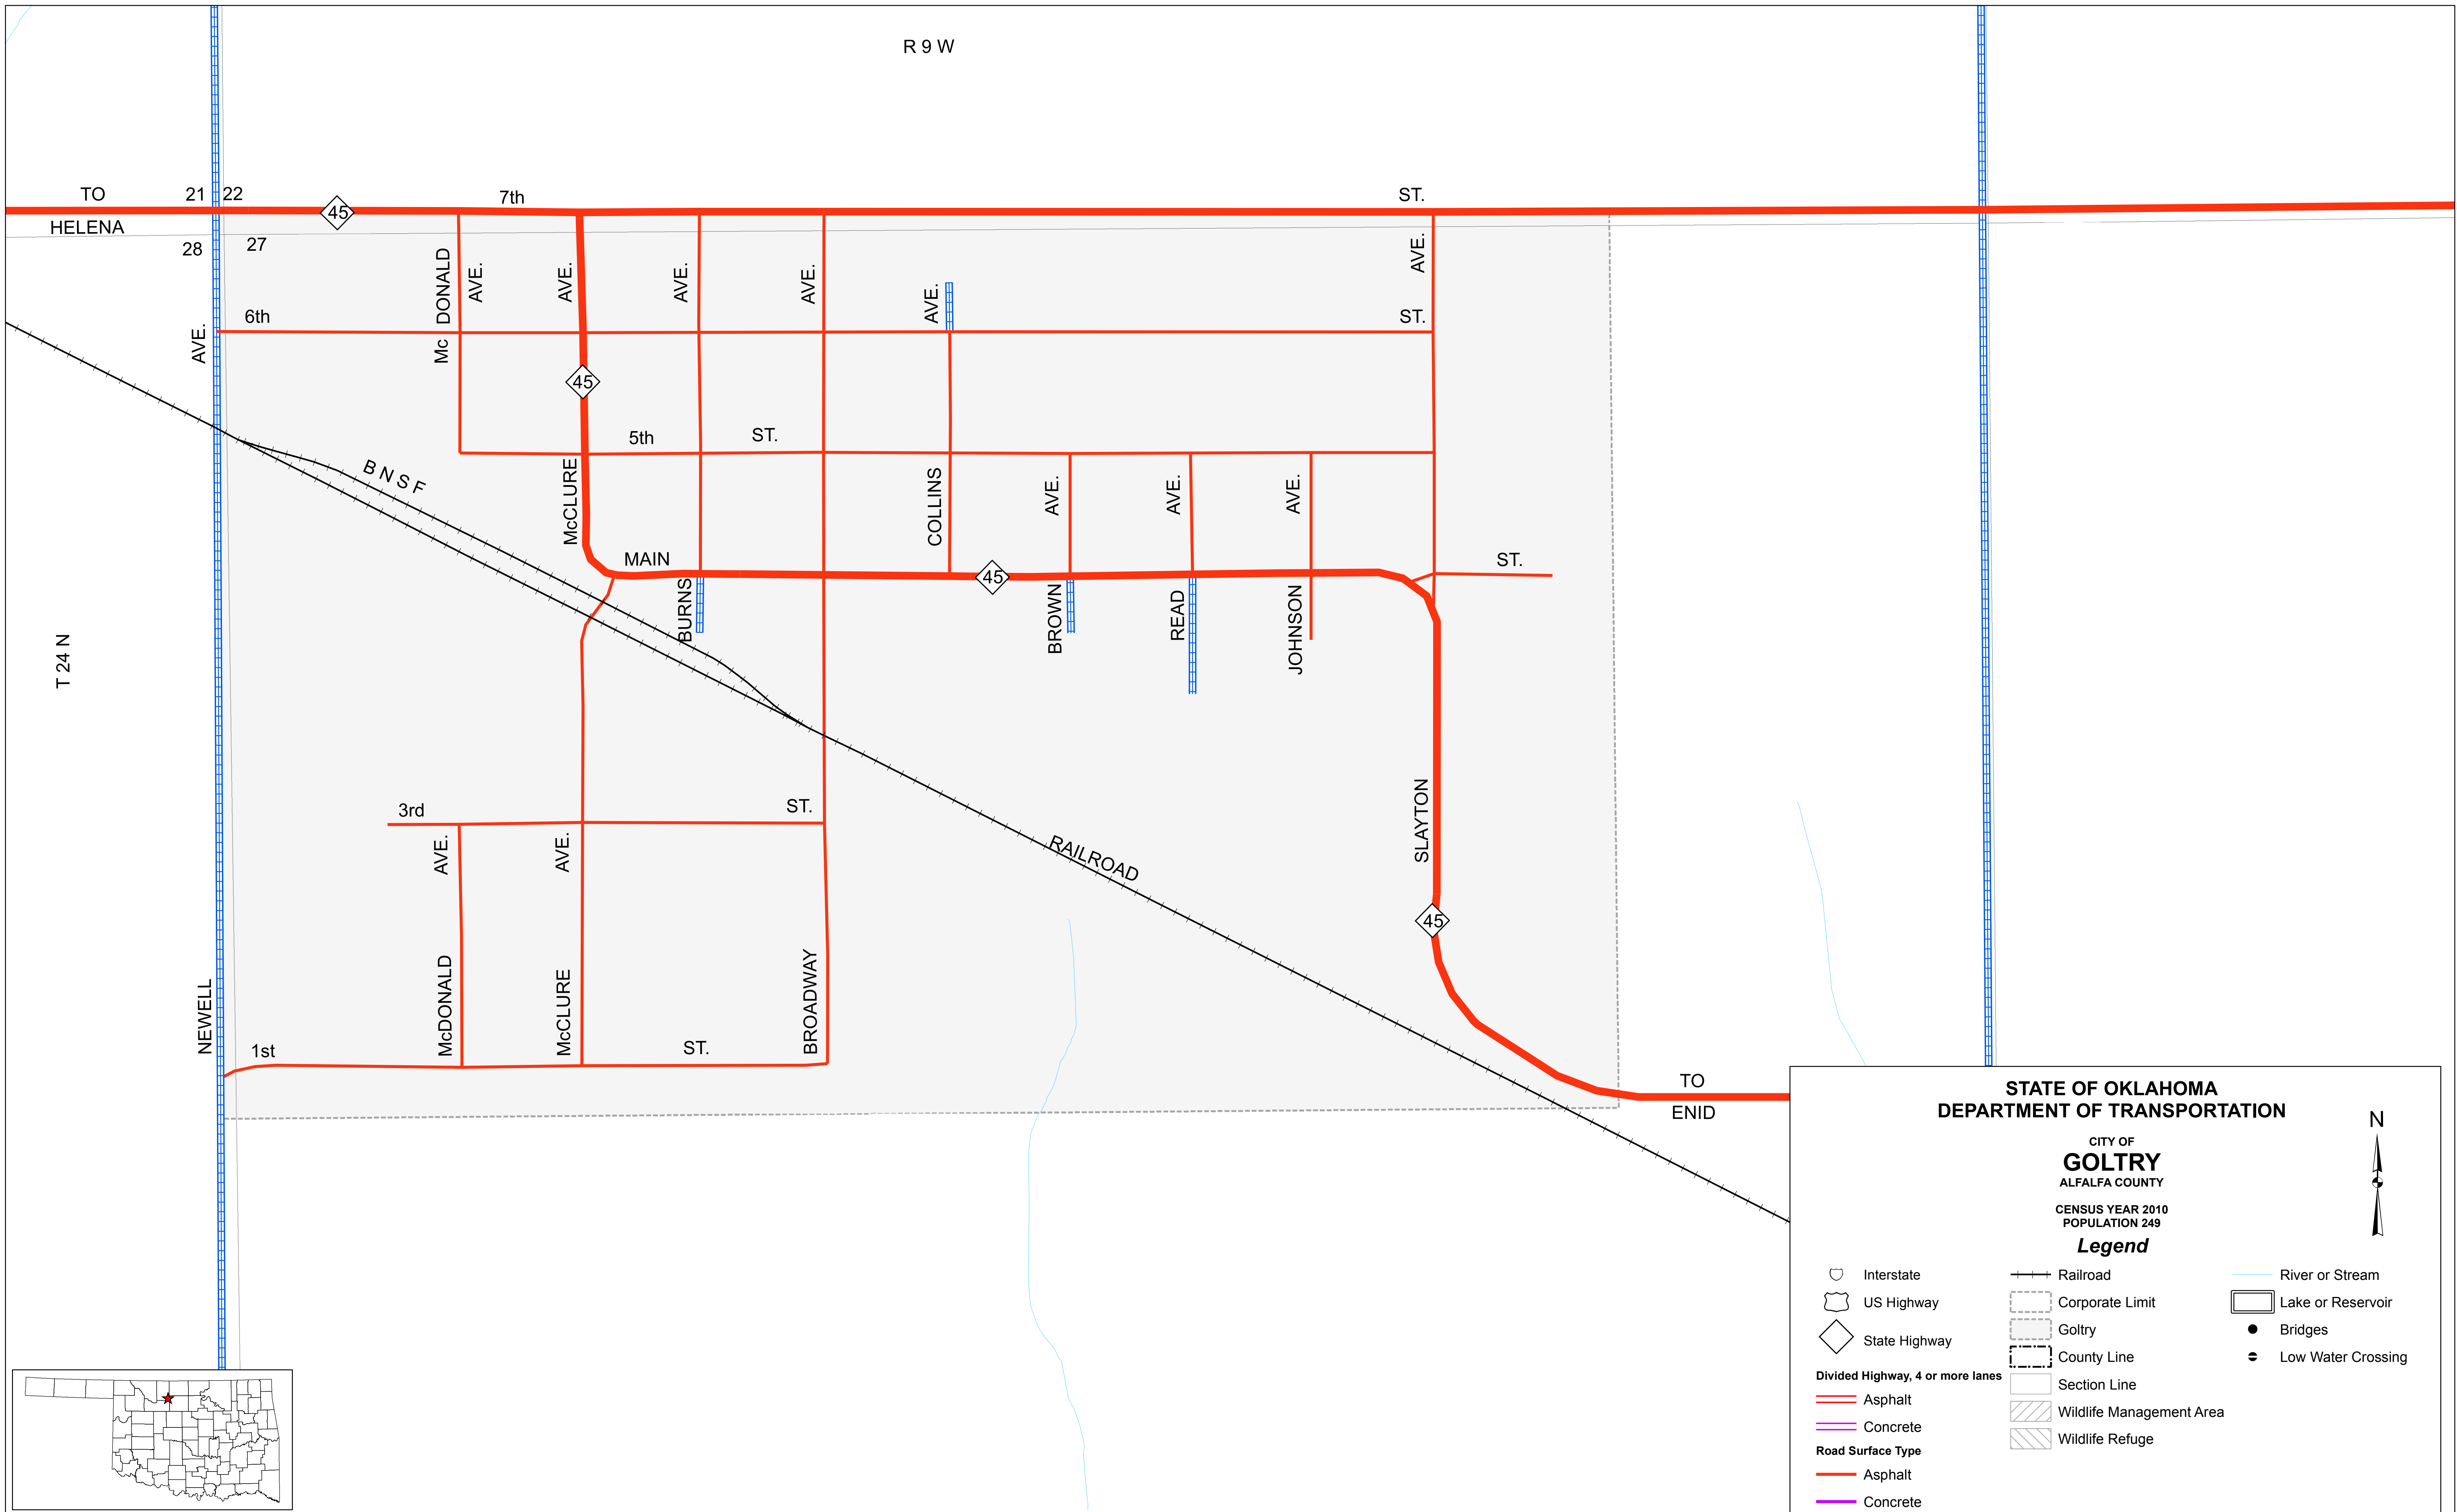 R 9 W
TO
21
22
7th
ST.
45
HELENA
28
27
Mc DONALD
AVE.
AVE.
AVE.
AVE.
AVE.
AVE.
6th
ST.
AVE.
45
5th
ST.
B N S F
McCLURE
COLLINS
AVE.
AVE.
AVE.
MAIN
45
ST.
BURNS
BROWN
READ
JOHNSON
T 24 N
3rd
ST.
AVE.
AVE.
RAILROAD
SLAYTON
45
NEWELL
McDONALD
McCLURE
BROADWAY
1st
ST.
TO
ENID
STATE OF OKLAHOMA
DEPARTMENT OF TRANSPORTATION
CITY OF
GOLTRY
ALFALFA COUNTY
CENSUS YEAR 2010
POPULATION 249
N
Legend
Interstate
US Highway
State Highway
Divided Highway, 4 or more lanes
Asphalt
Concrete
Road Surface Type
Asphalt
Concrete
Railroad
Corporate Limit
Goltry
County Line
Section Line
Wildlife Management Area
Wildlife Refuge
River or Stream
Lake or Reservoir
Bridges
Low Water Crossing